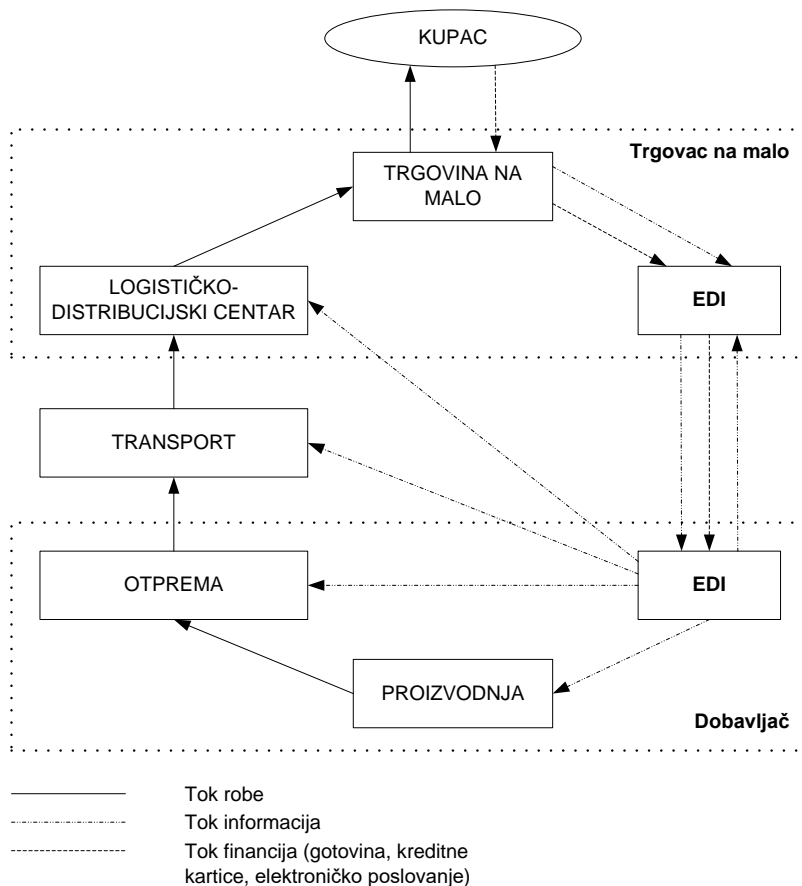 KUPAC
Trgovac na malo
TRGOVINA NA
MALO
LOGISTIČKO-
DISTRIBUCIJSKI CENTAR
EDI
TRANSPORT
OTPREMA
EDI
PROIZVODNJA
Dobavljač
Tok robe
Tok informacija
Tok financija (gotovina, kreditne
kartice, elektroničko poslovanje)